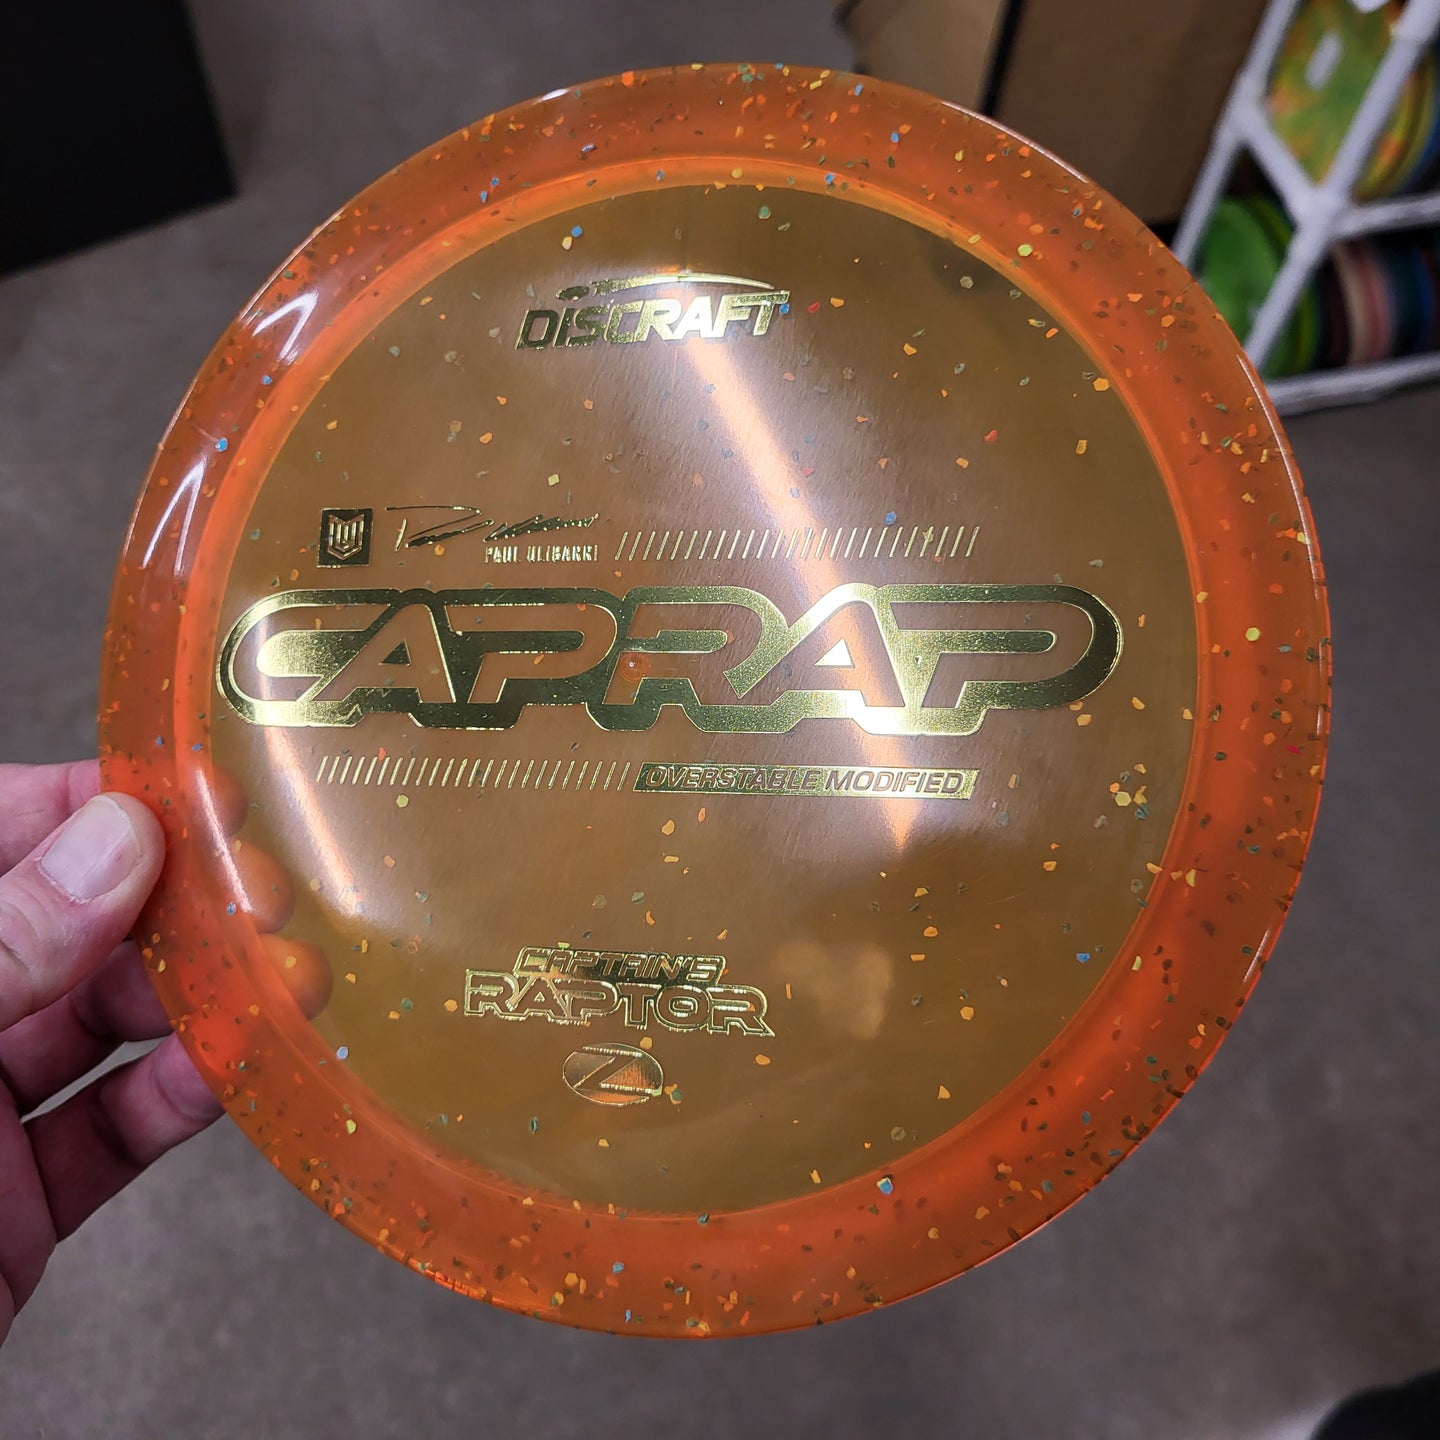 DISCRAFT
PAUL ULIBARRI
CAPRAP
OVERSTABLE MODIFIED
CAPTAIN'S
RAPTOR
Z